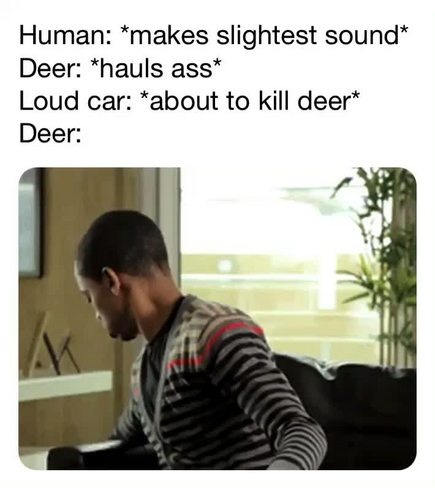 Human: *makes slightest sound*
Deer: *hauls ass*
Loud car: *about to kill deer*
Deer: